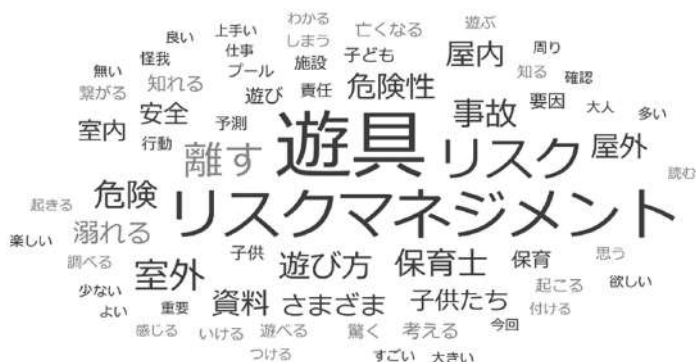 わかる
良い 上手い しまう 亡くなる 遊ぶ
怪我 仕事 施設 子ども 屋内 周り
無い 知れる プール 危険性 知る 確認
繋がる 安全 遊び 責任 事故 要因 大人 多い
室内 行動 予測 離す 遊具 リスク 屋外 読む
起きる 危険 リスクマネジメント
楽しい 溺れる
調べる 室外 子供 遊び方 保育士 保育 思う
少ない 起こる 欲しい
よい 重要 資料 さまざま 子供たち 付ける
感じる いける 遊べる 驚く 考える 今回
つける すごい 大きい